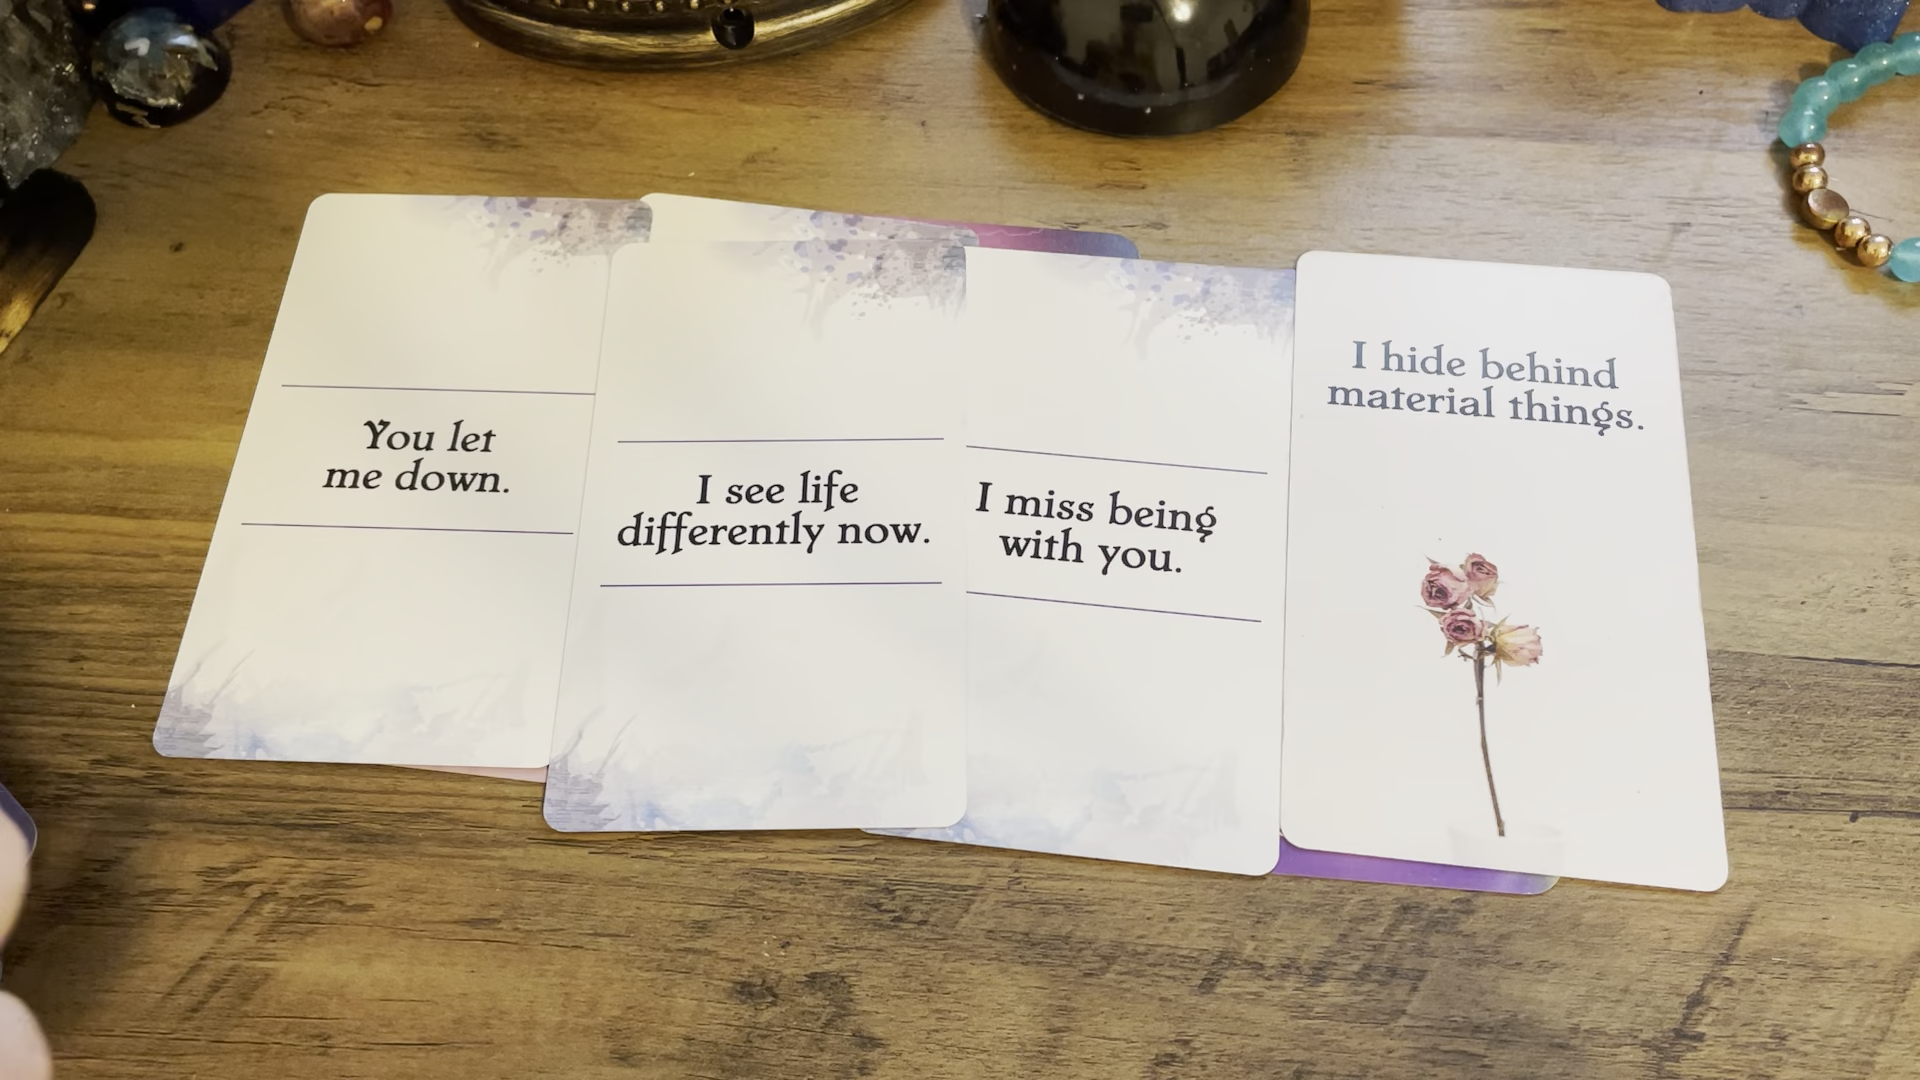 You let
me down.
I see life
differently now.
I miss being
with you.
I hide behind
material things.